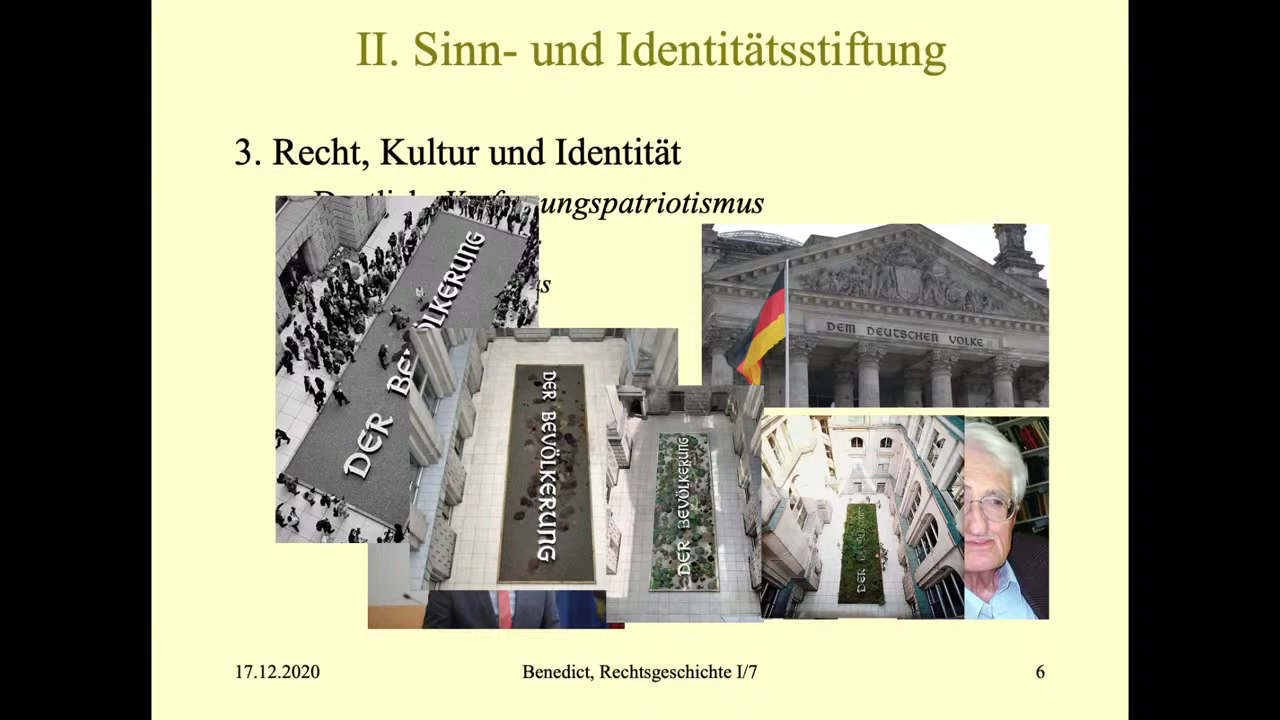 II. Sinn- und Identitätsstiftung
3. Recht, Kultur und Identität
ungspatriotismus
DEM DEUTSCHEN VOLKE
DER BEVÖLKERUNG
DER BEVÖLKERUNG
DER BEVÖLKERUNG
DER
17.12.2020
Benedict, Rechtsgeschichte I/7
6